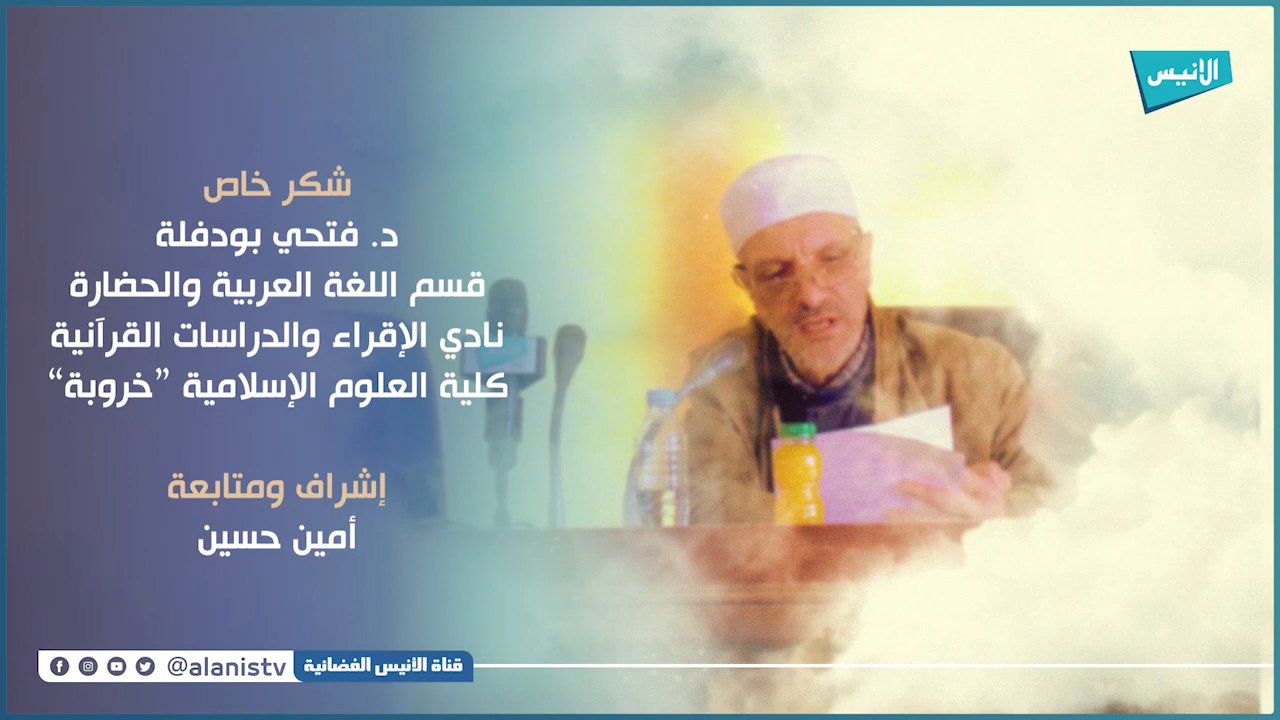 الأنيس
شكر خاص
د. فتحي بودفلة
قسم اللغة العربية والحضارة
نادي الإقراء والدراسات القرآنية
كلية العلوم الإسلامية "خروبة"
إشراف ومتابعة
أمين حسين
@alanistv قناة الأنيس الفضائية